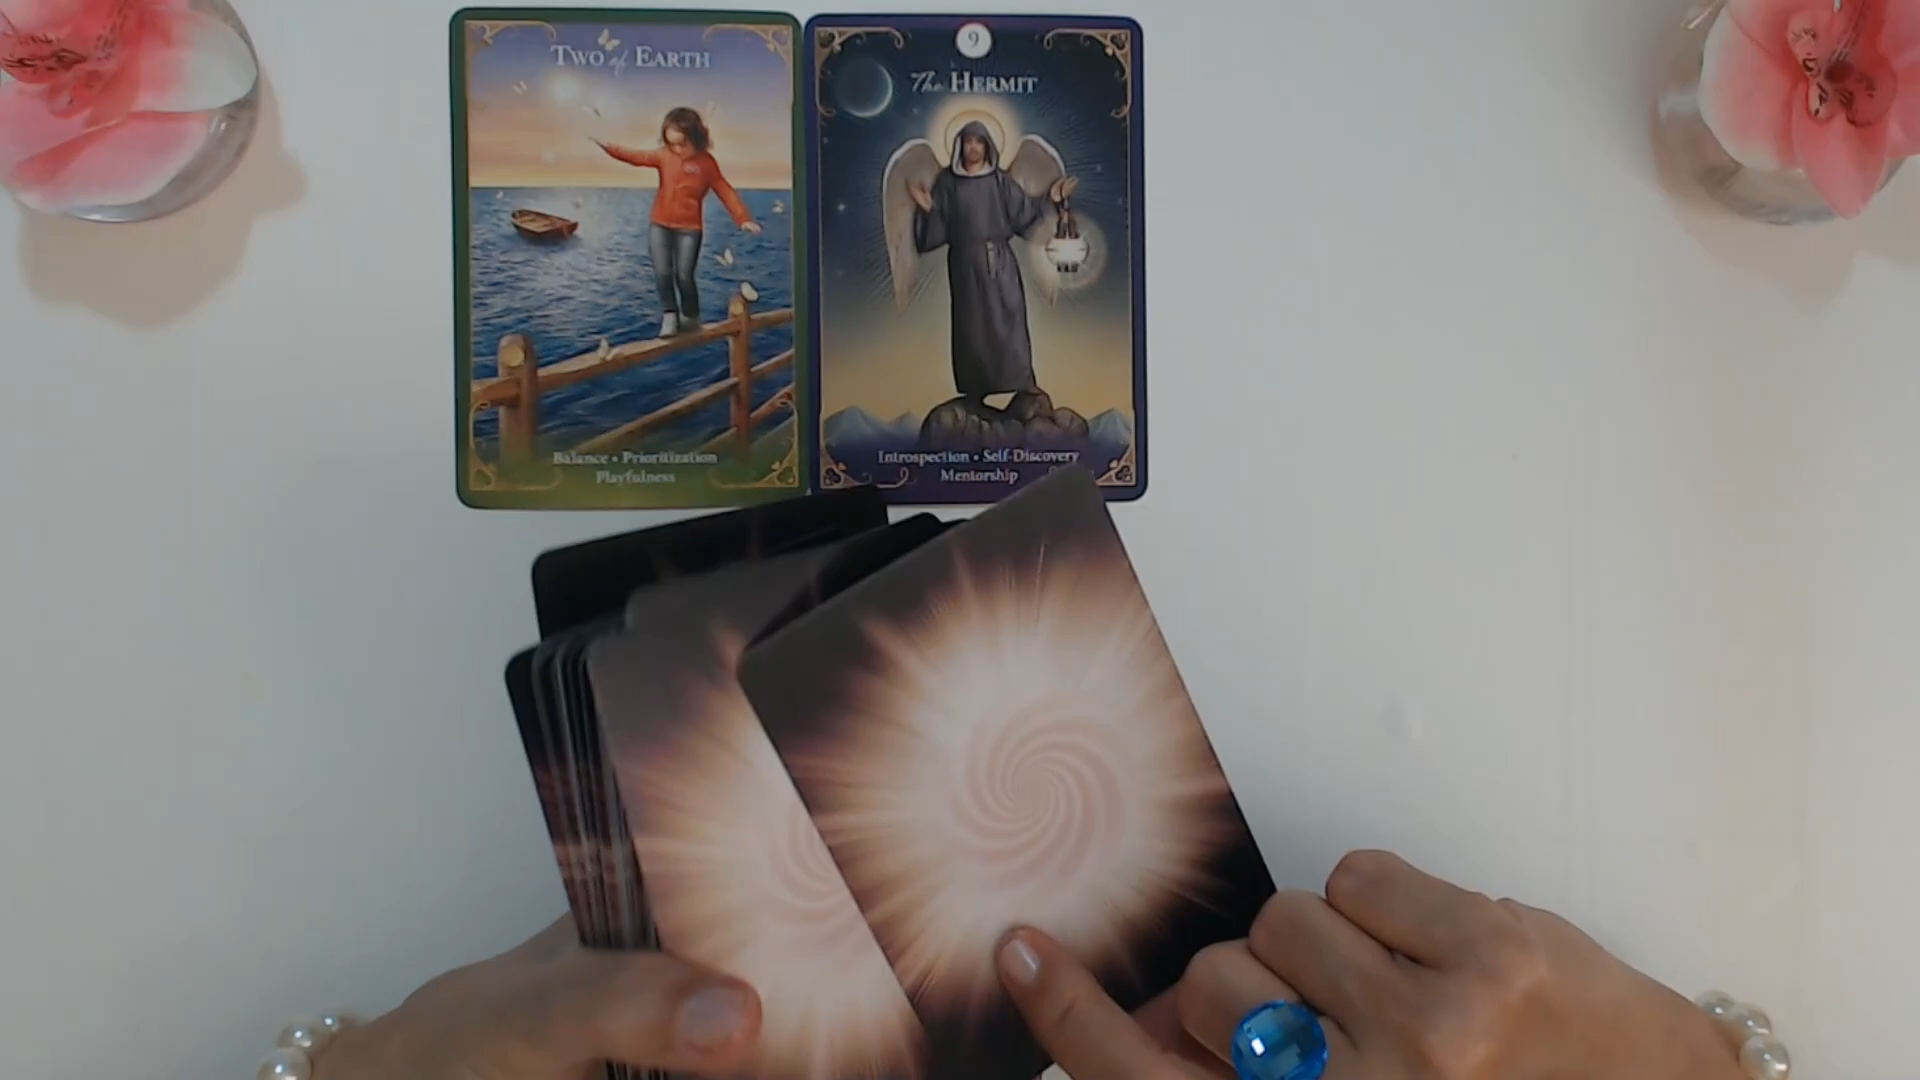 Two of Earth
Balance • Prioritization
Playfulness
9
The Hermit
Introspection • Self-Discovery
Mentorship